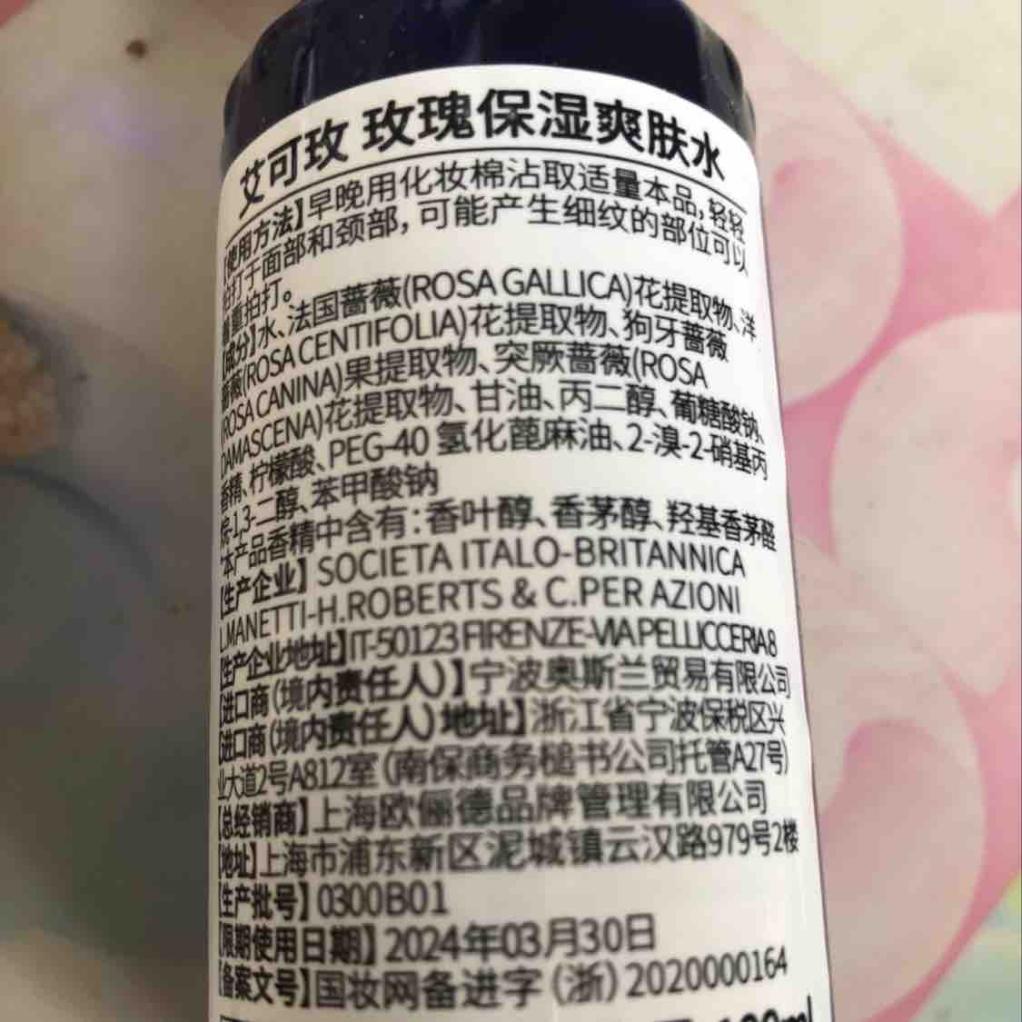 艾可玫 玫瑰保湿爽肤水
【使用方法】早晚用化妆棉沾取适量本品,轻轻
拍打于面部和颈部,可能产生细纹的部位可以
着重拍打。
【成分】水、法国蔷薇(ROSA GALLICA)花提取物、洋
蔷薇(ROSA CENTIFOLIA)花提取物、狗牙蔷薇
(ROSA CANINA)果提取物、突厥蔷薇(ROSA
DAMASCENA)花提取物、甘油、丙二醇、葡糖酸钠、
香精、柠檬酸、PEG-40 氢化蓖麻油、2-溴-2-硝基丙
烷-1,3-二醇、苯甲酸钠
*本产品香精中含有:香叶醇、香茅醇、羟基香茅醛
【生产企业】SOCIETA ITALO-BRITANNICA
L.MANETTI-H.ROBERTS & C.PER AZIONI
【生产企业地址】IT-50123 FIRENZE-VIA PELLICCERIA 8
【进口商(境内责任人)】宁波奥斯兰贸易有限公司
【进口商(境内责任人)地址】浙江省宁波保税区兴
业大道2号A812室(南保商务秘书公司托管A27号)
【总经销商】上海欧俪德品牌管理有限公司
【地址】上海市浦东新区泥城镇云汉路979号2楼
【生产批号】0300B01
【限期使用日期】2024年03月30日
【备案文号】国妆网备进字(浙)2020000164